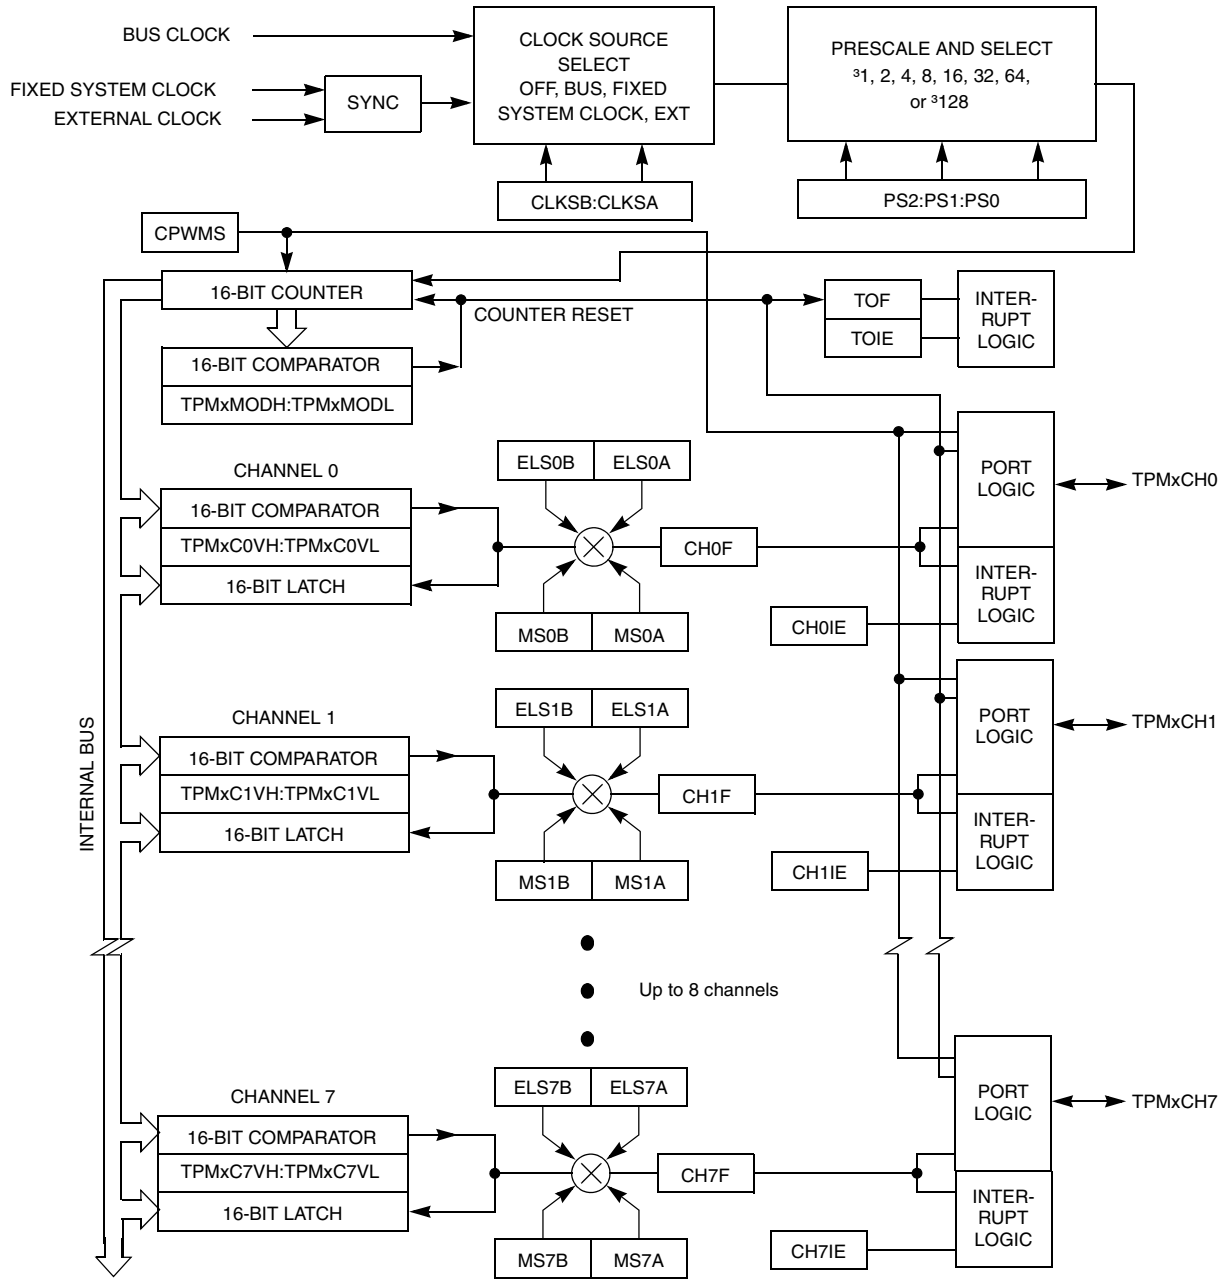 BUS CLOCK
FIXED SYSTEM CLOCK
EXTERNAL CLOCK
SYNC
CLOCK SOURCE
SELECT
OFF, BUS, FIXED
SYSTEM CLOCK, EXT
PRESCALE AND SELECT
³1, 2, 4, 8, 16, 32, 64,
or ³128
CLKSB:CLKSA
PS2:PS1:PS0
CPWMS
16-BIT COUNTER
COUNTER RESET
TOF
TOIE
INTER-
RUPT
LOGIC
16-BIT COMPARATOR
TPMxMODH:TPMxMODL
CHANNEL 0
16-BIT COMPARATOR
TPMxC0VH:TPMxC0VL
16-BIT LATCH
ELS0B
ELS0A
MS0B
MS0A
CH0F
CH0IE
PORT
LOGIC
INTER-
RUPT
LOGIC
TPMxCH0
INTERNAL BUS
CHANNEL 1
16-BIT COMPARATOR
TPMxC1VH:TPMxC1VL
16-BIT LATCH
ELS1B
ELS1A
MS1B
MS1A
CH1F
CH1IE
PORT
LOGIC
INTER-
RUPT
LOGIC
TPMxCH1
Up to 8 channels
CHANNEL 7
16-BIT COMPARATOR
TPMxC7VH:TPMxC7VL
16-BIT LATCH
ELS7B
ELS7A
MS7B
MS7A
CH7F
CH7IE
PORT
LOGIC
INTER-
RUPT
LOGIC
TPMxCH7